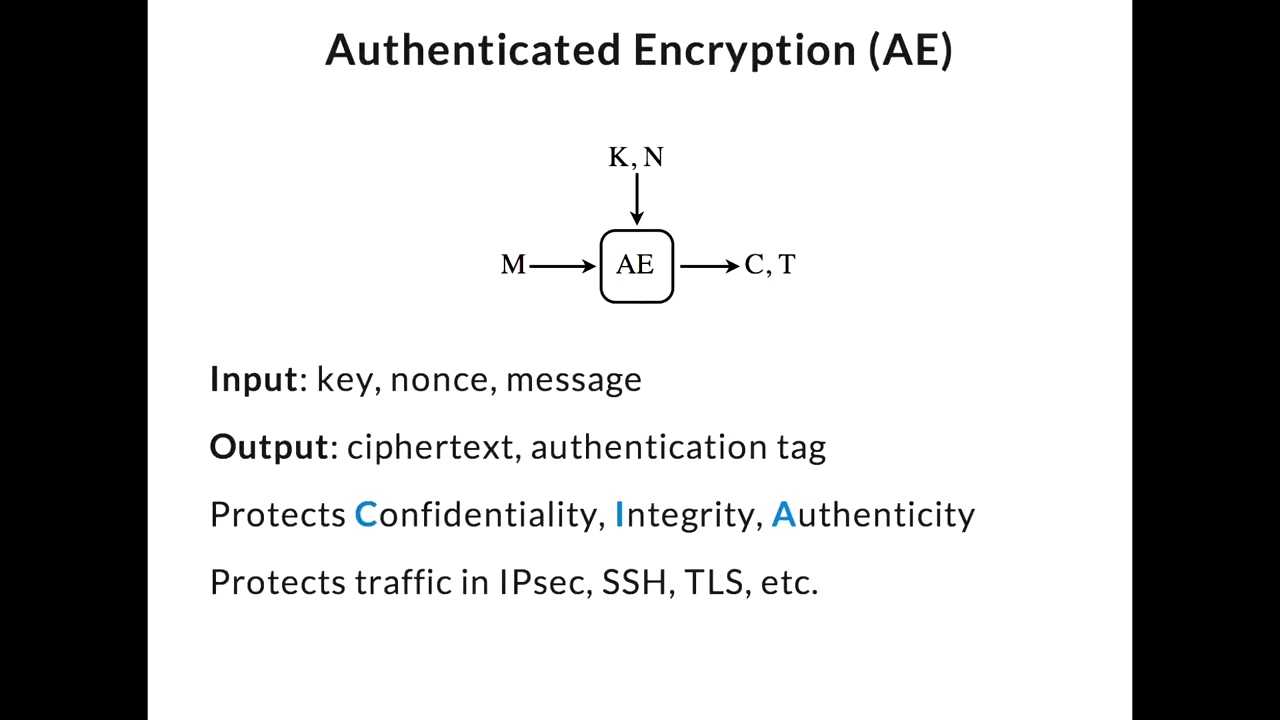 Authenticated Encryption (AE)
K, N
M AE C, T
Input: key, nonce, message
Output: ciphertext, authentication tag
Protects Confidentiality, Integrity, Authenticity
Protects traffic in IPsec, SSH, TLS, etc.